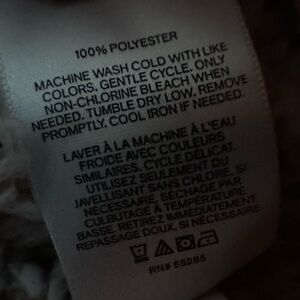 100% POLYESTER
MACHINE WASH COLD WITH LIKE
COLORS. GENTLE CYCLE. ONLY
NON-CHLORINE BLEACH WHEN
NEEDED. TUMBLE DRY LOW. REMOVE
PROMPTLY. COOL IRON IF NEEDED.
LAVER À LA MACHINE À L'EAU
FROIDE AVEC COULEURS
SIMILAIRES, CYCLE DÉLICAT.
UTILISEZ SEULEMENT DU
JAVELLISANT SANS CHLORE, SI
NÉCESSAIRE, SÉCHAGE PAR
CULBUTAGE À TEMPÉRATURE
BASSE. RETIREZ IMMÉDIATEMENT.
REPASSAGE DOUX, SI NÉCESSAIRE
RN# 55285